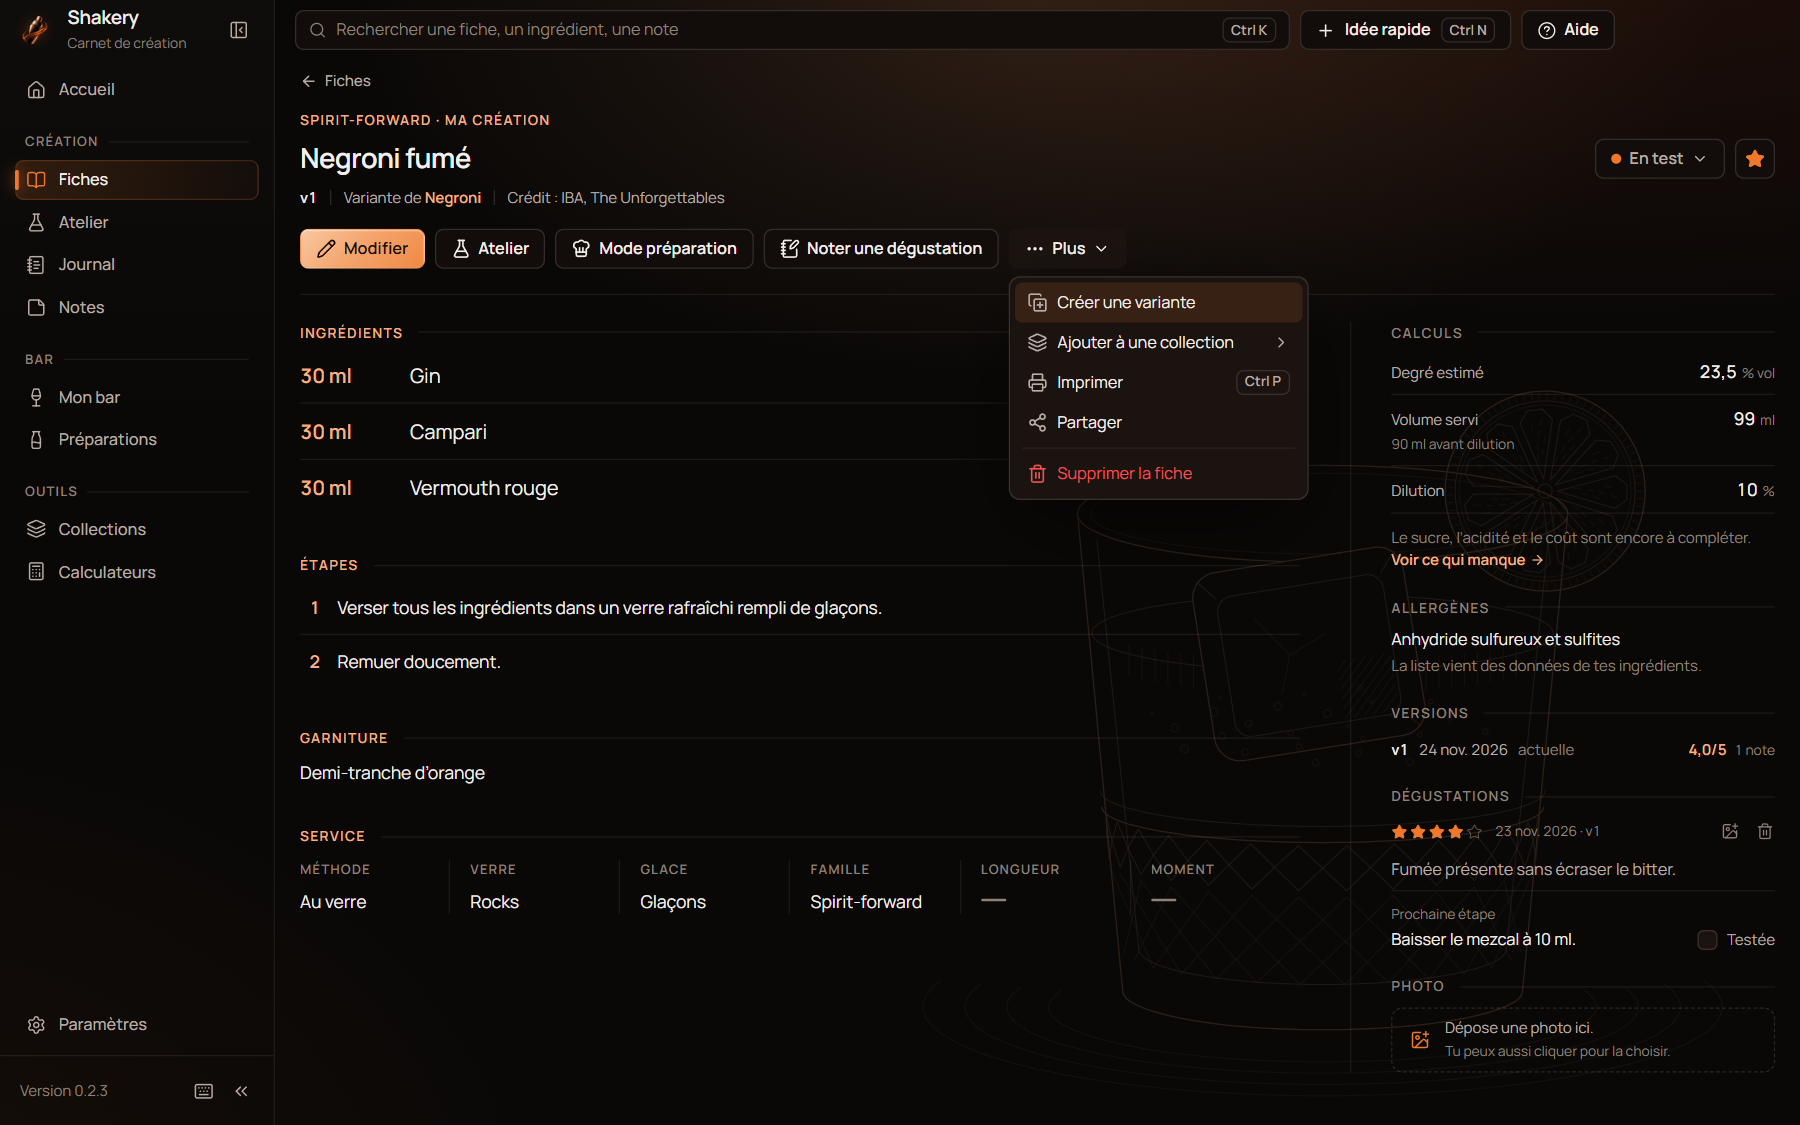 Shakery
Carnet de création
Rechercher une fiche, un ingrédient, une note
Ctrl K
Idée rapide
Ctrl N
Aide
Accueil
CRÉATION
Fiches
Atelier
Journal
Notes
BAR
Mon bar
Préparations
OUTILS
Collections
Calculateurs
Paramètres
Version 0.2.3
← Fiches
SPIRIT-FORWARD · MA CRÉATION
Negroni fumé
En test
v1
Variante de Negroni
Crédit : IBA, The Unforgettables
Modifier
Atelier
Mode préparation
Noter une dégustation
Plus
Créer une variante
Ajouter à une collection
Imprimer
Ctrl P
Partager
Supprimer la fiche
INGRÉDIENTS
30 ml Gin
30 ml Campari
30 ml Vermouth rouge
ÉTAPES
1 Verser tous les ingrédients dans un verre rafraîchi rempli de glaçons.
2 Remuer doucement.
GARNITURE
Demi-tranche d'orange
SERVICE
MÉTHODE
Au verre
VERRE
Rocks
GLACE
Glaçons
FAMILLE
Spirit-forward
LONGUEUR
—
MOMENT
—
CALCULS
Degré estimé 23,5 % vol
Volume servi 99 ml
90 ml avant dilution
Dilution 10 %
Le sucre, l'acidité et le coût sont encore à compléter.
Voir ce qui manque →
ALLERGÈNES
Anhydride sulfureux et sulfites
La liste vient des données de tes ingrédients.
VERSIONS
v1 24 nov. 2026 actuelle 4,0/5 1 note
DÉGUSTATIONS
23 nov. 2026 · v1
Fumée présente sans écraser le bitter.
Prochaine étape
Baisser le mezcal à 10 ml.
Testée
PHOTO
Dépose une photo ici.
Tu peux aussi cliquer pour la choisir.